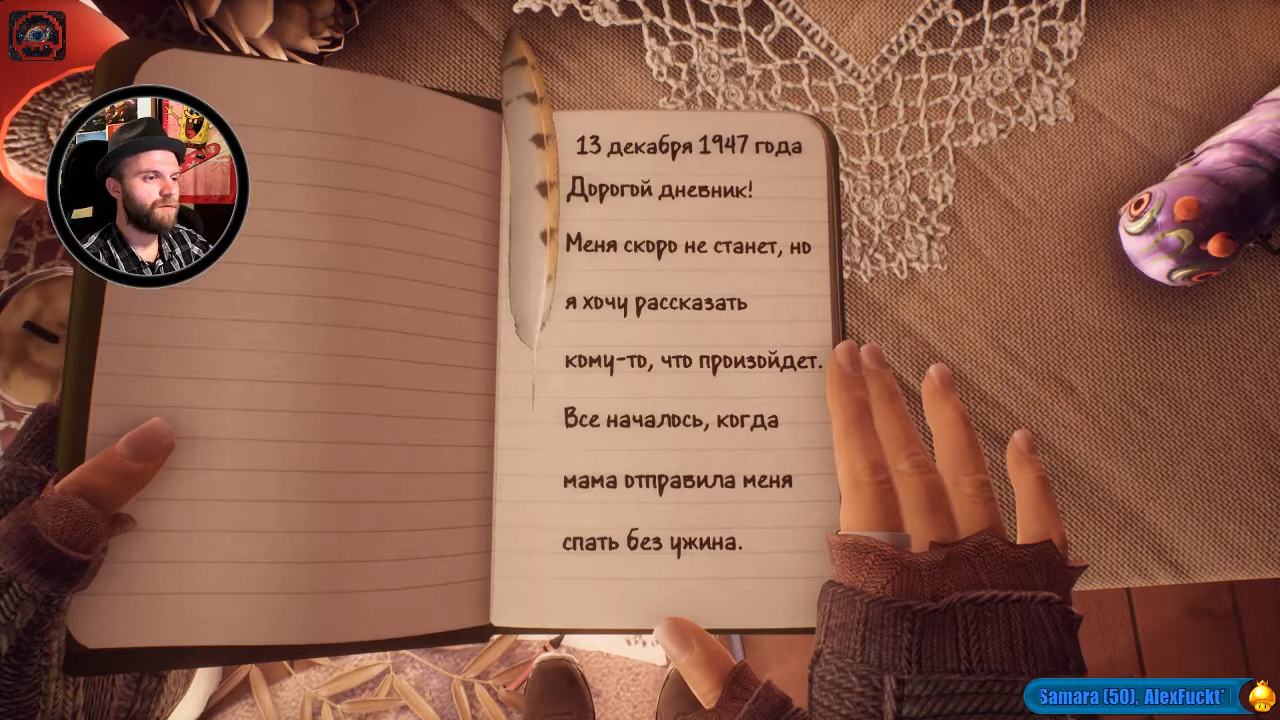 13 декабря 1947 года
Дорогой дневник!
Меня скоро не станет, но
я хочу рассказать
кому-то, что произойдет.
Все началось, когда
мама отправила меня
спать без ужина.
Samara (50), AlexFuckt*